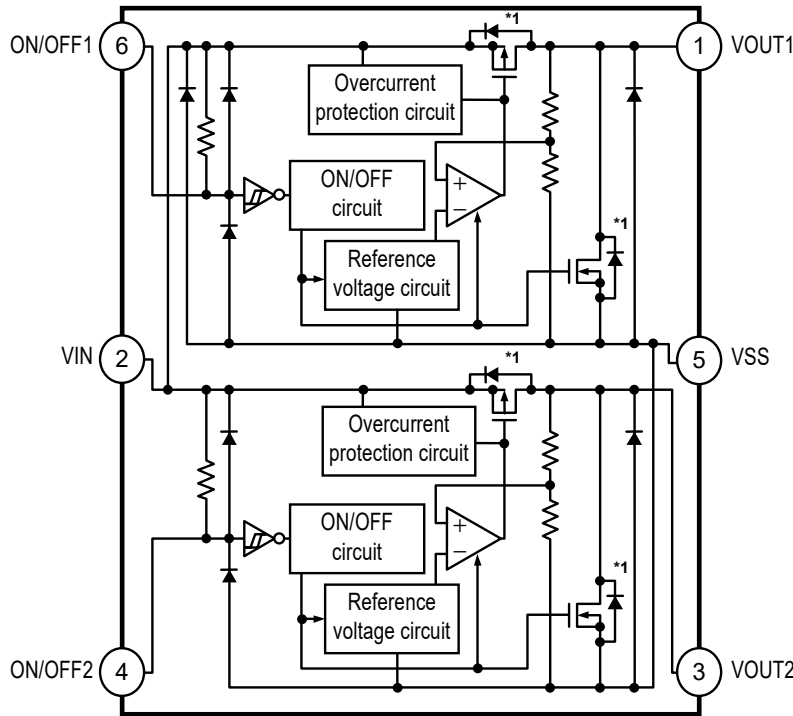 ON/OFF1
6
*1
1
VOUT1
Overcurrent
protection circuit
ON/OFF
circuit
+
−
*1
Reference
voltage circuit
VIN
2
5
VSS
*1
Overcurrent
protection circuit
ON/OFF
circuit
+
−
*1
Reference
voltage circuit
ON/OFF2
4
3
VOUT2